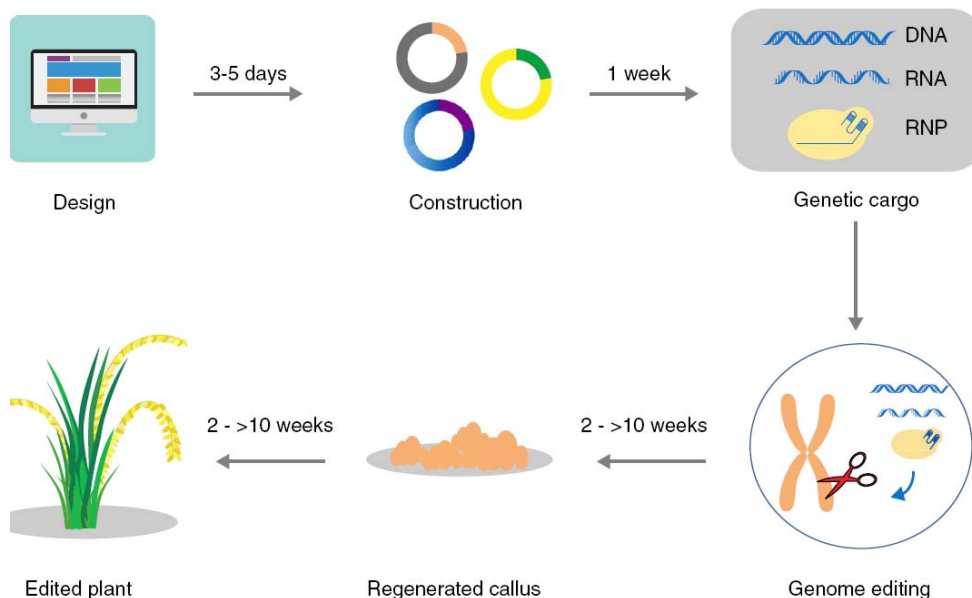 3-5 days
1 week
DNA
RNA
RNP
Design
Construction
Genetic cargo
2 - >10 weeks
2 - >10 weeks
Edited plant
Regenerated callus
Genome editing